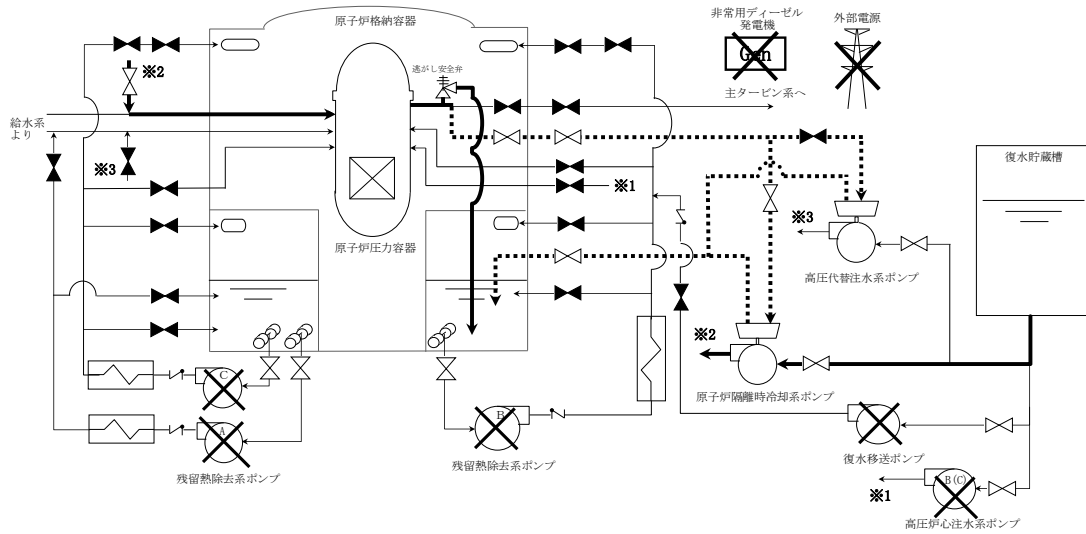 原子炉格納容器
非常用ディーゼル
発電機
外部電源
Gen
※2
逃がし安全弁
主タービン系へ
給水系
より
※3
※1
復水貯蔵槽
※3
原子炉圧力容器
高圧代替注水系ポンプ
※2
原子炉隔離時冷却系ポンプ
C
A
B
残留熱除去系ポンプ
残留熱除去系ポンプ
復水移送ポンプ
B(C)
※1
高圧炉心注水系ポンプ